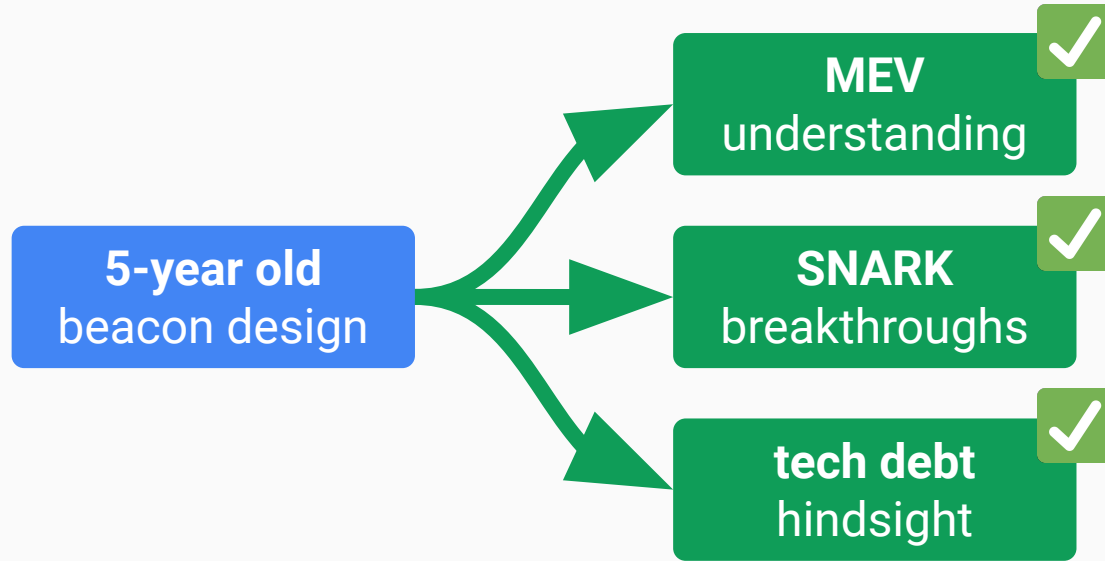 5-year old
beacon design
MEV
understanding
SNARK
breakthroughs
tech debt
hindsight